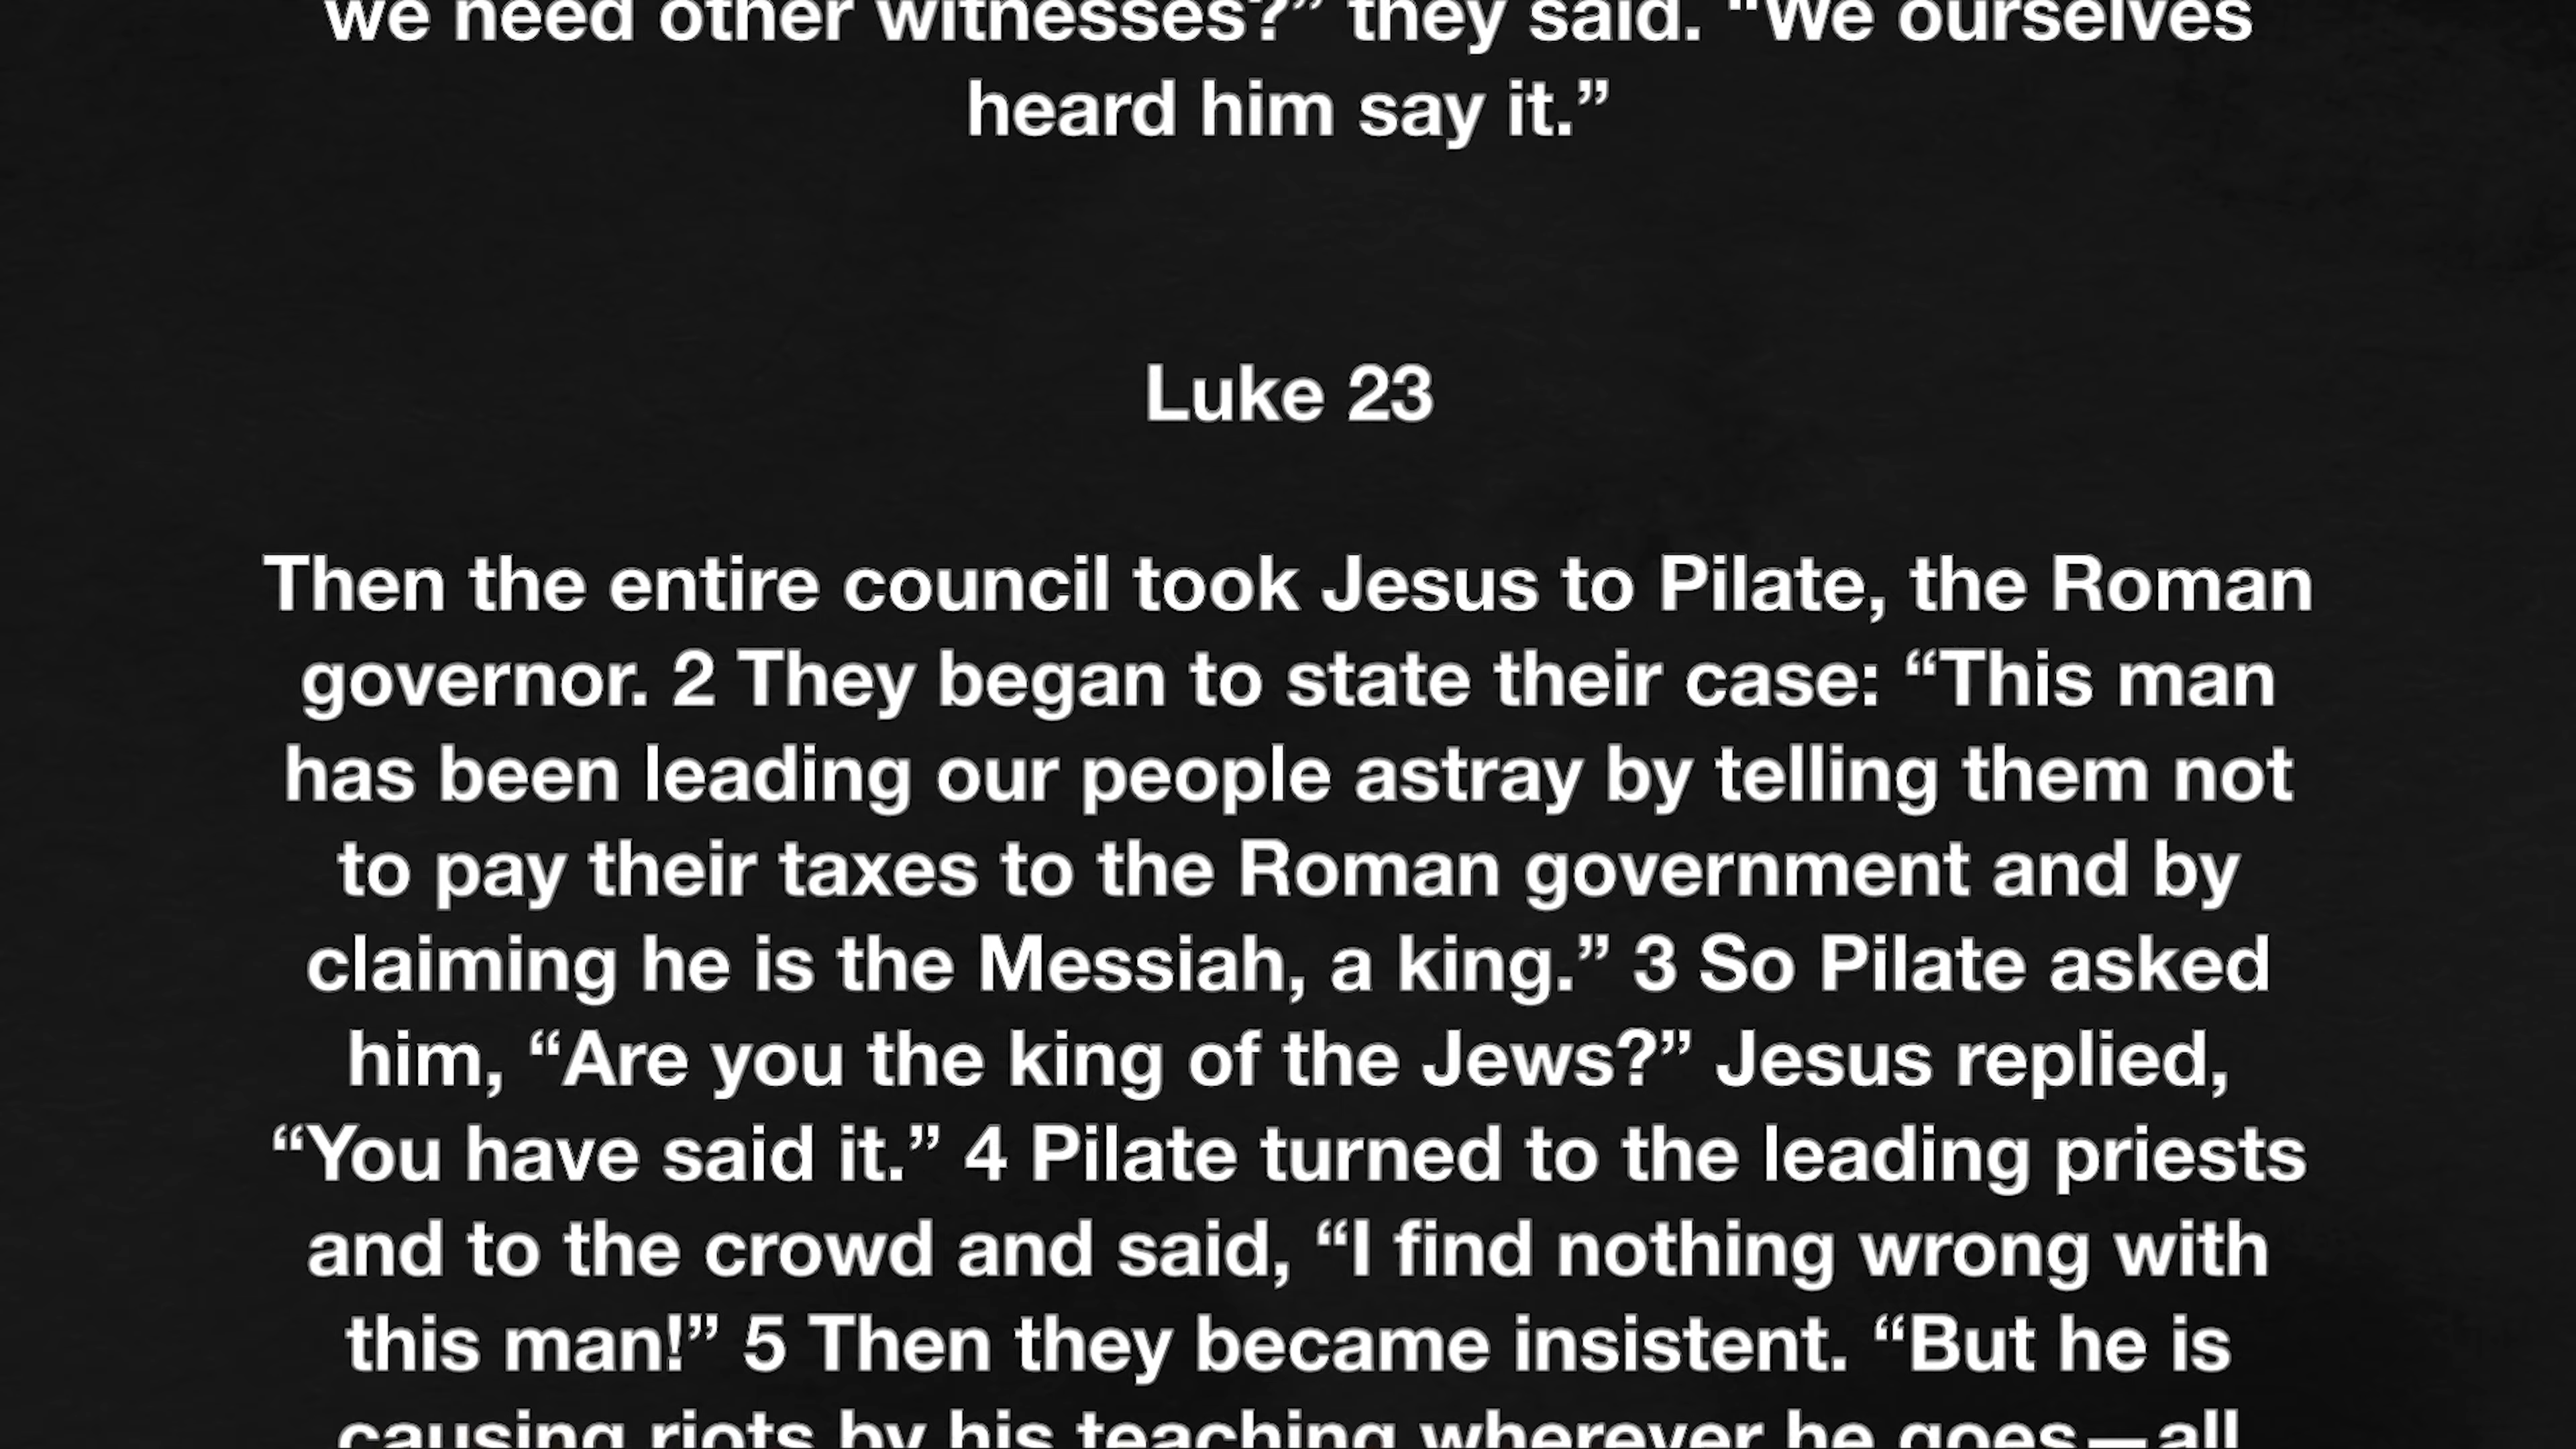 we need other witnesses?” they said. “We ourselves
heard him say it.”
Luke 23
Then the entire council took Jesus to Pilate, the Roman
governor. 2 They began to state their case: “This man
has been leading our people astray by telling them not
to pay their taxes to the Roman government and by
claiming he is the Messiah, a king.” 3 So Pilate asked
him, “Are you the king of the Jews?” Jesus replied,
“You have said it.” 4 Pilate turned to the leading priests
and to the crowd and said, “I find nothing wrong with
this man!” 5 Then they became insistent. “But he is
causing riots by his teaching wherever he goes—all